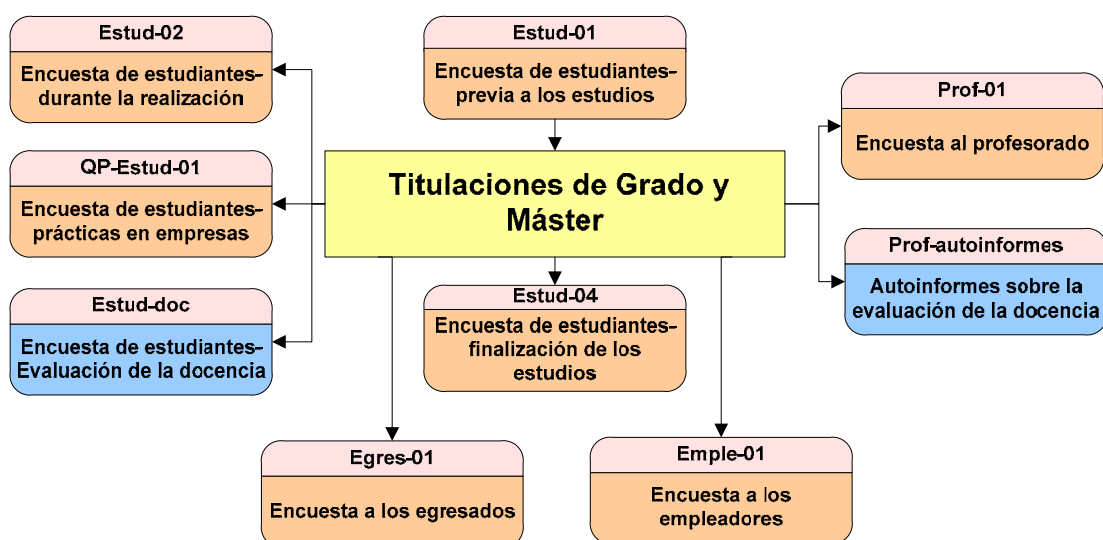 Estud-02
Encuesta de estudiantes-
durante la realización
Estud-01
Encuesta de estudiantes-
previa a los estudios
Prof-01
Encuesta al profesorado
QP-Estud-01
Encuesta de estudiantes-
prácticas en empresas
Titulaciones de Grado y
Máster
Prof-autoinformes
Autoinformes sobre la
evaluación de la docencia
Estud-doc
Encuesta de estudiantes-
Evaluación de la docencia
Estud-04
Encuesta de estudiantes-
finalización de los
estudios
Egres-01
Encuesta a los egresados
Emple-01
Encuesta a los
empleadores